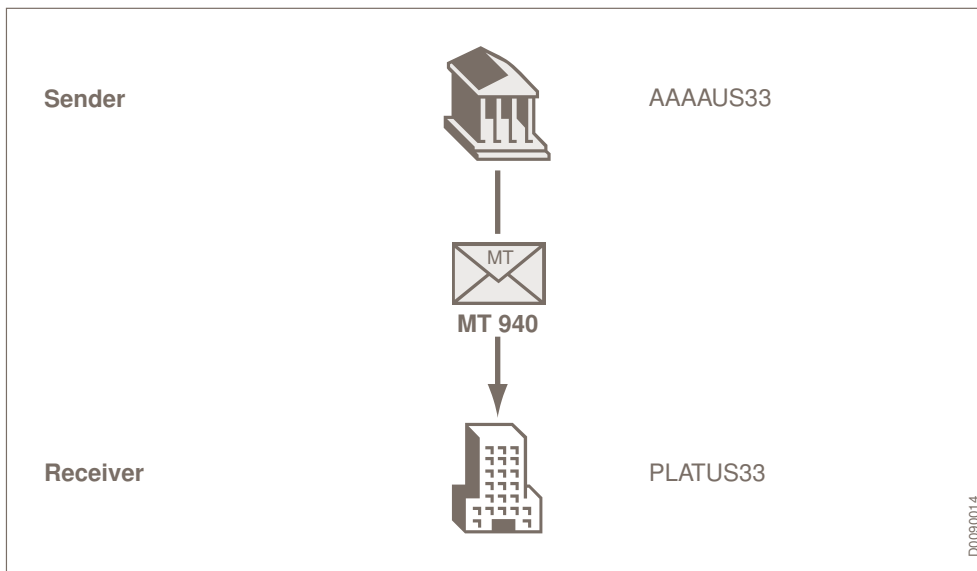 Sender
AAAAUS33
MT
MT 940
Receiver
PLATUS33
D0090014